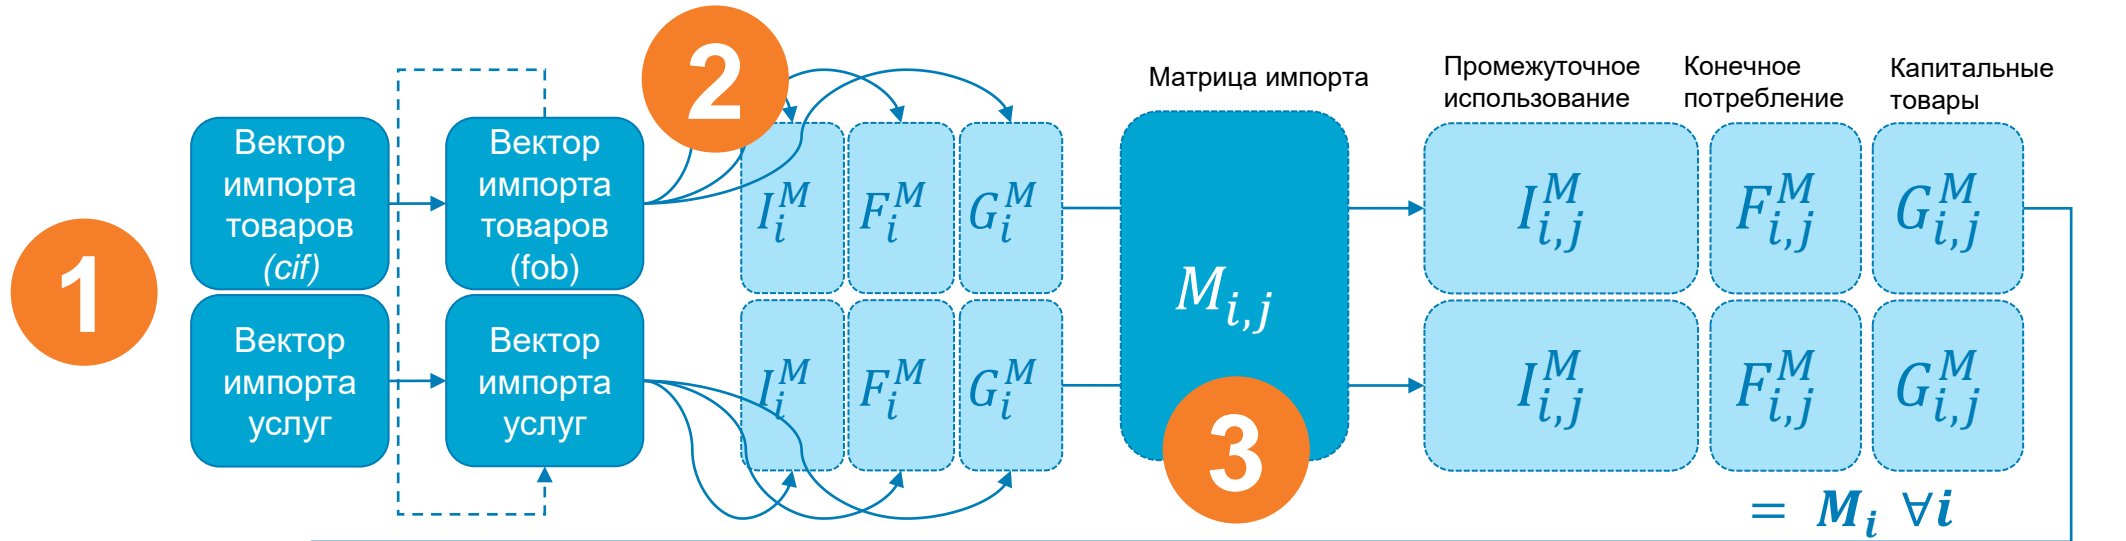 1
Вектор
импорта
товаров
(cif)
Вектор
импорта
товаров
(fob)
Вектор
импорта
услуг
Вектор
импорта
услуг
2
I_i^M
F_i^M
G_i^M
I_i^M
F_i^M
G_i^M
Матрица импорта
M_{i,j}
3
Промежуточное
использование
Конечное
потребление
Капитальные
товары
I_{i,j}^M
F_{i,j}^M
G_{i,j}^M
I_{i,j}^M
F_{i,j}^M
G_{i,j}^M
= M_i ∀i